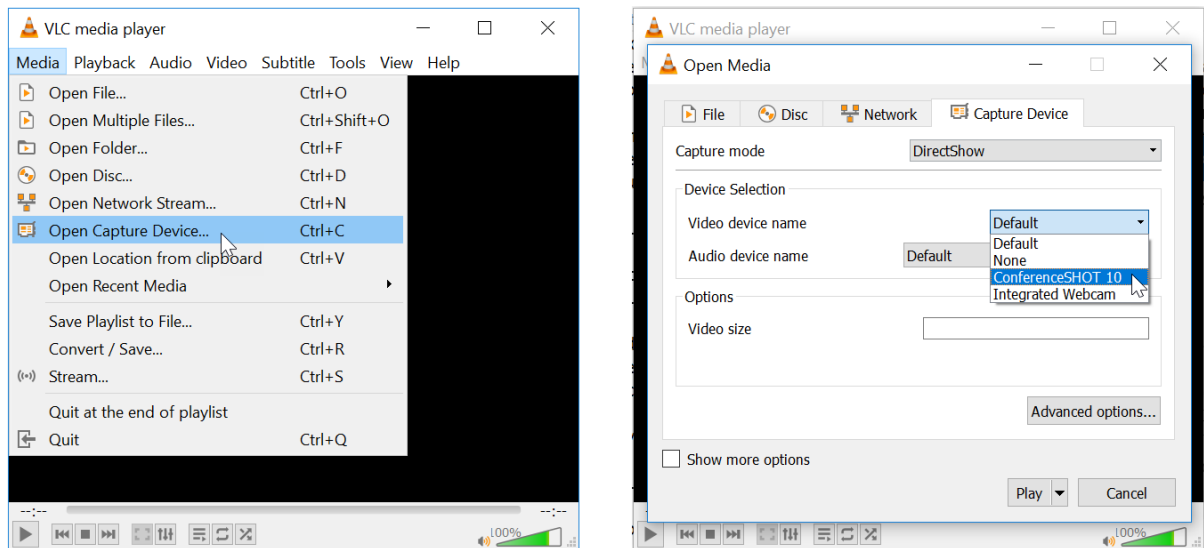 VLC media player
Media Playback Audio Video Subtitle Tools View Help
Open File... Ctrl+O
Open Multiple Files... Ctrl+Shift+O
Open Folder... Ctrl+F
Open Disc... Ctrl+D
Open Network Stream... Ctrl+N
Open Capture Device... Ctrl+C
Open Location from clipboard Ctrl+V
Open Recent Media
Save Playlist to File... Ctrl+Y
Convert / Save... Ctrl+R
Stream... Ctrl+S
Quit at the end of playlist
Quit Ctrl+Q
--:-- --:--
100%
VLC media player
Open Media
File Disc Network Capture Device
Capture mode DirectShow
Device Selection
Video device name Default
Default
None
ConferenceSHOT 10
Integrated Webcam
Audio device name Default
Options
Video size
Advanced options...
Show more options
Play Cancel
100%